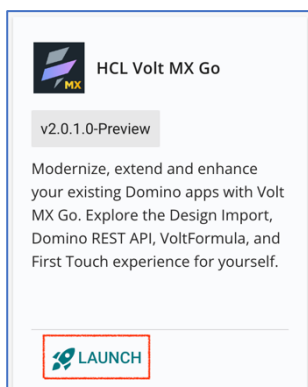 MX
HCL Volt MX Go
v2.0.1.0-Preview
Modernize, extend and enhance
your existing Domino apps with Volt
MX Go. Explore the Design Import,
Domino REST API, VoltFormula, and
First Touch experience for yourself.
LAUNCH